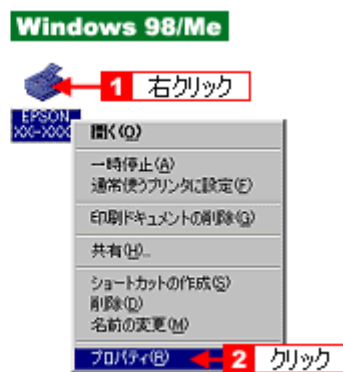 Windows 98/Me
1 右クリック
EPSON
XX-XXXX
開く(O)
一時停止(A)
通常使うプリンタに設定(F)
印刷ドキュメントの削除(G)
共有(H)...
ショートカットの作成(S)
削除(D)
名前の変更(M)
プロパティ(R)
2 クリック